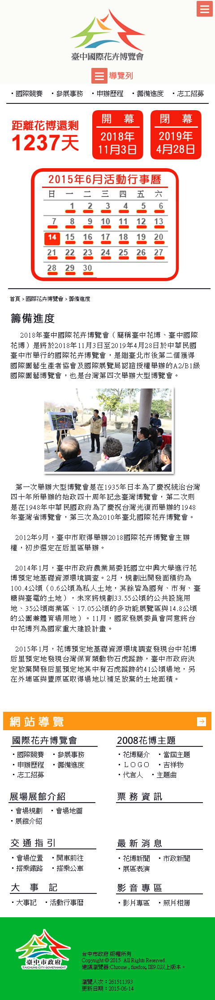 臺中國際花卉博覽會
導覽列
・國際競賽 ・參展事務 ・申辦歷程 ・籌備進度 ・志工招募
距離花博還剩
1237天
開 幕
2018年
11月3日
閉 幕
2019年
4月28日
2015年6月活動行事曆
日 一 二 三 四 五 六
1 2 3 4 5 6
7 8 9 10 11 12 13
14 15 16 17 18 19 20
21 22 23 24 25 26 27
28 29 30
首頁 > 國際花卉博覽會 > 籌備進度
籌備進度
2018年臺中國際花卉博覽會（簡稱臺中花博、臺中國際
花博）是將於2018年11月3日至2019年4月28日於中華民國
臺中市舉行的國際花卉博覽會，是繼臺北市後第二個獲得
國際園藝生產者協會及國際展覽局認證授權舉辦的A2/B1級
國際園藝博覽會，也是台灣第四次舉辦大型博覽會。
第一次舉辦大型博覽會是在1935年日本為了慶祝統治台灣
四十年所舉辦的始政四十周年記念臺灣博覽會，第二次則
是在1948年中華民國政府為了慶祝台灣光復而舉辦的1948
年臺灣省博覽會，第三次為2010年臺北國際花卉博覽會。
2012年9月，臺中市取得舉辦2018國際花卉博覽會主辦
權，初步選定在后里區舉辦。
2014年1月，臺中市政府農業局委託國立中興大學進行花
博預定地基礎資源環境調查。2月，規劃出開發面積約為
100.4公頃（0.6公頃為私人土地，其餘皆為國有、市有、臺
糖與臺電的土地），未來將規劃33.55公頃的公共設施用
地、35公頃商業區、17.05公頃的多功能展覽區與14.8公頃
的公園兼體育場用地）。11月，國家發展委員會同意將台
中花博列為國家重大建設計畫。
2015年1月，花博預定地基礎資源環境調查發現台中花博
后里預定地發現台灣保育類動物石虎蹤跡，臺中市政府決
定放棄開發后里預定地其中有石虎蹤跡的41公頃場地，另
在外埔區與豐原區取得場地以補足放棄的土地面積。
網站導覽
國際花卉博覽會
・國際競賽 ・參展事務
・申辦歷程 ・籌備進度
・志工招募
2008花博主題
・花博簡介 ・當屆主題
・ＬＯＧＯ ・吉祥物
・代言人 ・主題曲
展場展館介紹
・會場規劃 ・會場地圖
・展館介紹
票務資訊
交通指引
・會場位置 ・開車前往
・搭乘鐵路 ・搭乘公車
最新消息
・花博新聞 ・市政新聞
・展區表演
大 事 記
・大事記 ・活動行事曆
影音專區
・影片專區 ・照片相簿
臺中市政府
TAICHUNG CITY GOVERNMENT
台中市政府 版權所有
Copyright © 2015 All Rights Reserved.
建議瀏覽器:Chrome , firefox, IE9.0以上版本。
瀏覽人次：261511393
更新日期：2015-06-14